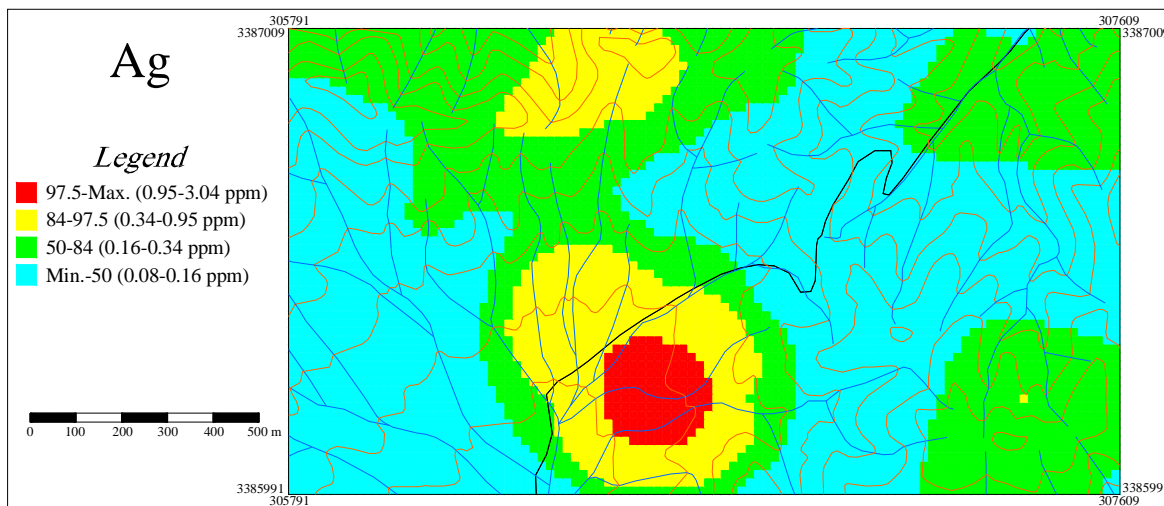 Ag
Legend
97.5-Max. (0.95-3.04 ppm)
84-97.5 (0.34-0.95 ppm)
50-84 (0.16-0.34 ppm)
Min.-50 (0.08-0.16 ppm)
0 100 200 300 400 500 m
305791
307609
3387009
3387009
3385991
3385991
305791
307609